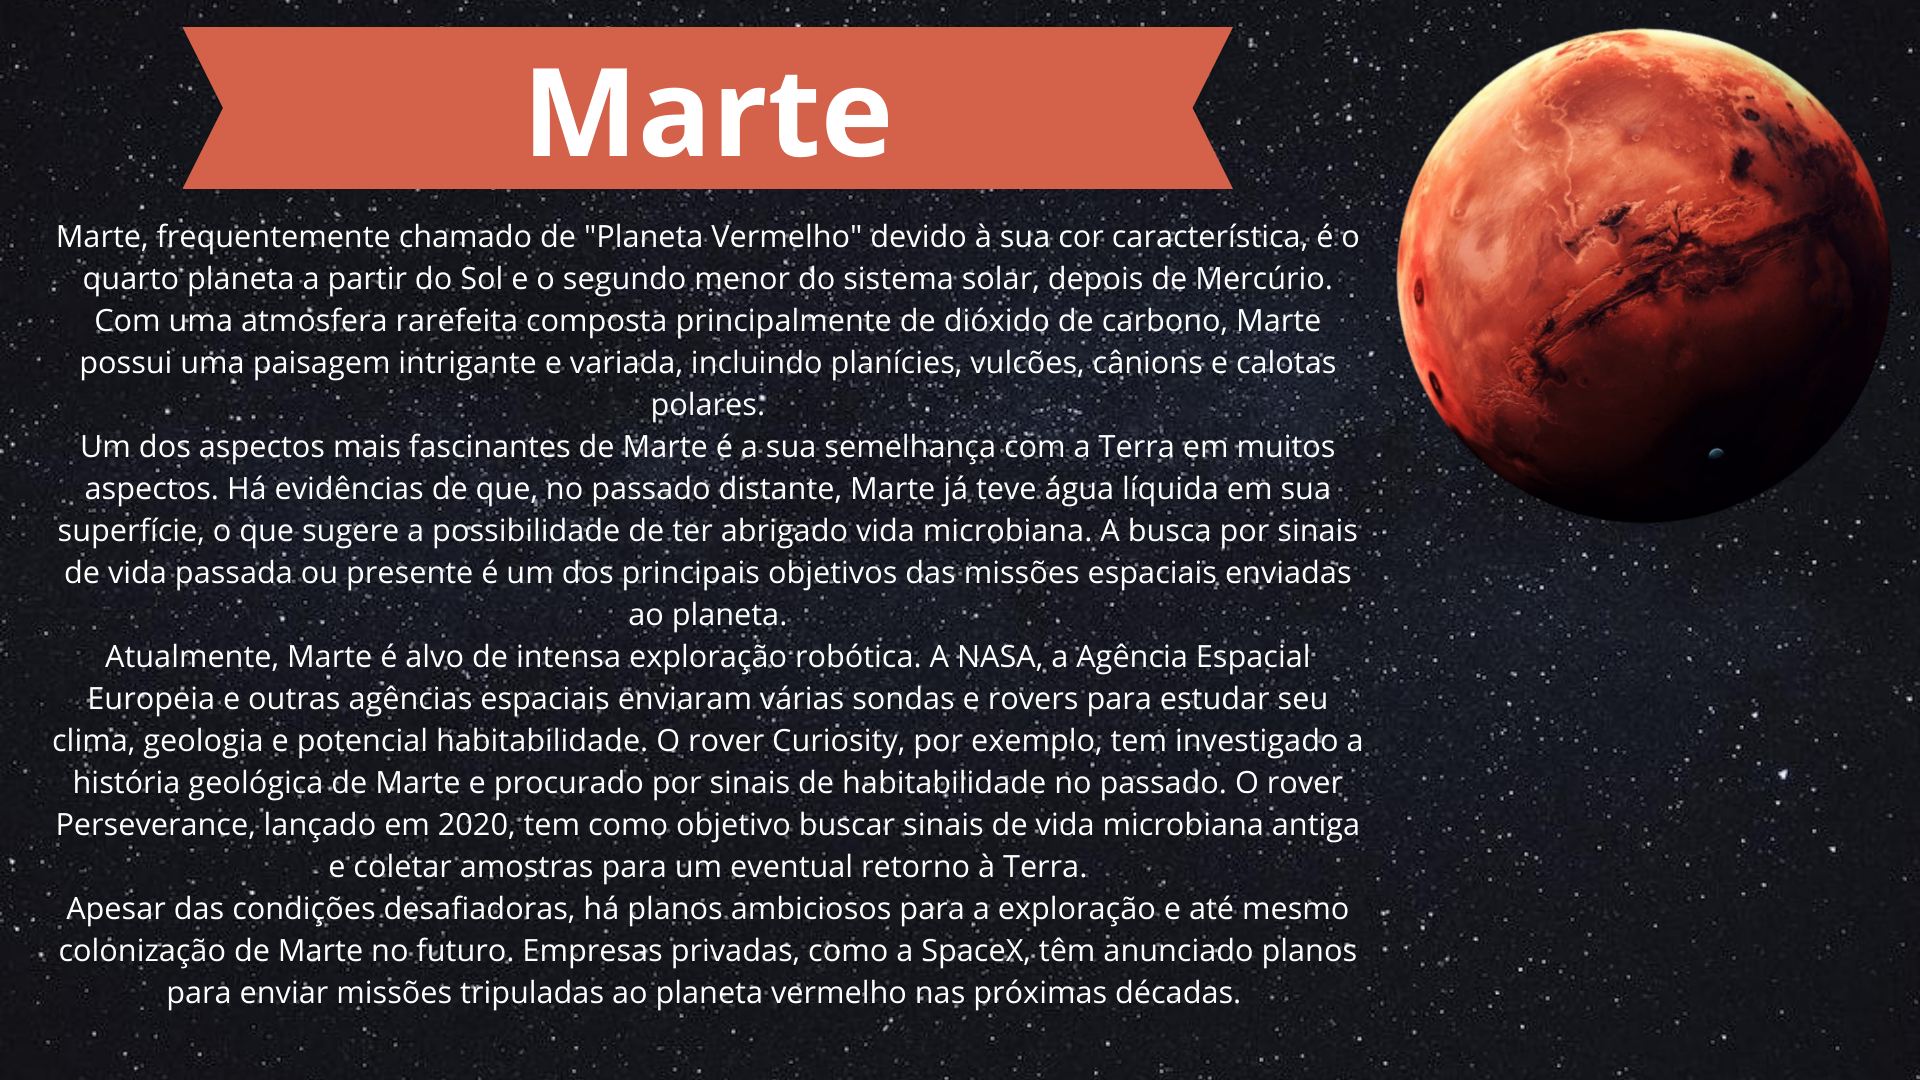 Marte
Marte, frequentemente chamado de "Planeta Vermelho" devido à sua cor característica, é o
quarto planeta a partir do Sol e o segundo menor do sistema solar, depois de Mercúrio.
Com uma atmosfera rarefeita composta principalmente de dióxido de carbono, Marte
possui uma paisagem intrigante e variada, incluindo planícies, vulcões, cânions e calotas
polares.
Um dos aspectos mais fascinantes de Marte é a sua semelhança com a Terra em muitos
aspectos. Há evidências de que, no passado distante, Marte já teve água líquida em sua
superfície, o que sugere a possibilidade de ter abrigado vida microbiana. A busca por sinais
de vida passada ou presente é um dos principais objetivos das missões espaciais enviadas
ao planeta.
Atualmente, Marte é alvo de intensa exploração robótica. A NASA, a Agência Espacial
Europeia e outras agências espaciais enviaram várias sondas e rovers para estudar seu
clima, geologia e potencial habitabilidade. O rover Curiosity, por exemplo, tem investigado a
história geológica de Marte e procurado por sinais de habitabilidade no passado. O rover
Perseverance, lançado em 2020, tem como objetivo buscar sinais de vida microbiana antiga
e coletar amostras para um eventual retorno à Terra.
Apesar das condições desafiadoras, há planos ambiciosos para a exploração e até mesmo
colonização de Marte no futuro. Empresas privadas, como a SpaceX, têm anunciado planos
para enviar missões tripuladas ao planeta vermelho nas próximas décadas.